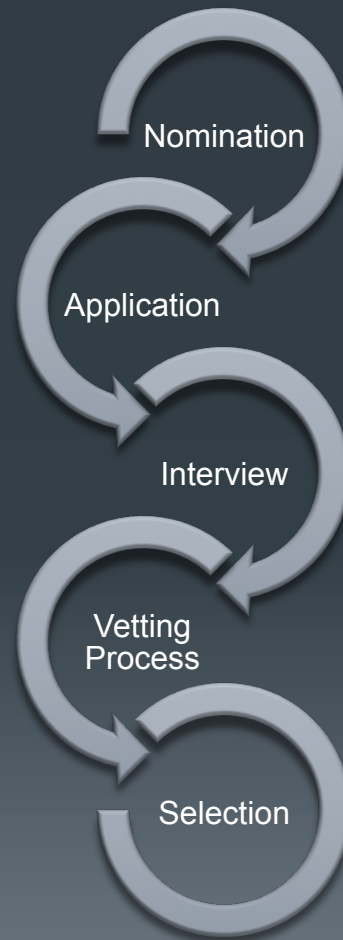 Nomination
Application
Interview
Vetting
Process
Selection